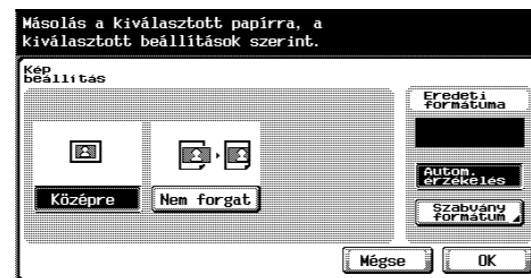 Másolás a kiválasztott papírra, a
kiválasztott beállítások szerint.
Kép
beállítás
Eredeti
formátuma
Autom.
érzékelés
Középre
Nem forgat
Szabvány
formátum
Mégse
OK